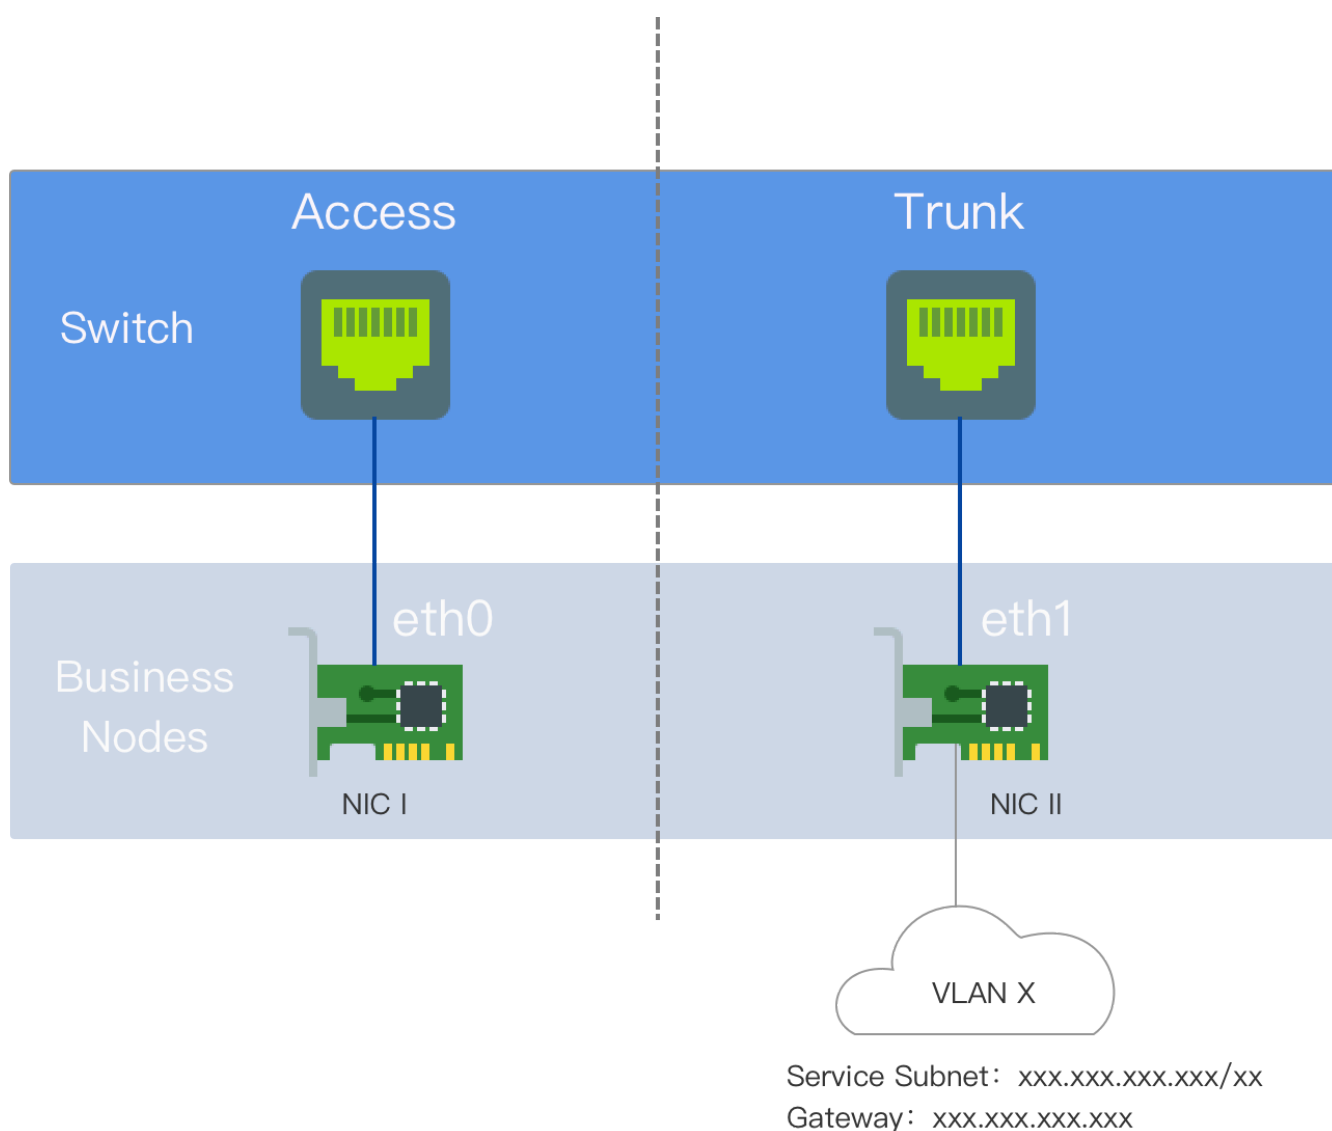 Access
Trunk
Switch
eth0
eth1
Business
Nodes
NIC I
NIC II
VLAN X
Service Subnet：xxx.xxx.xxx.xxx/xx
Gateway：xxx.xxx.xxx.xxx